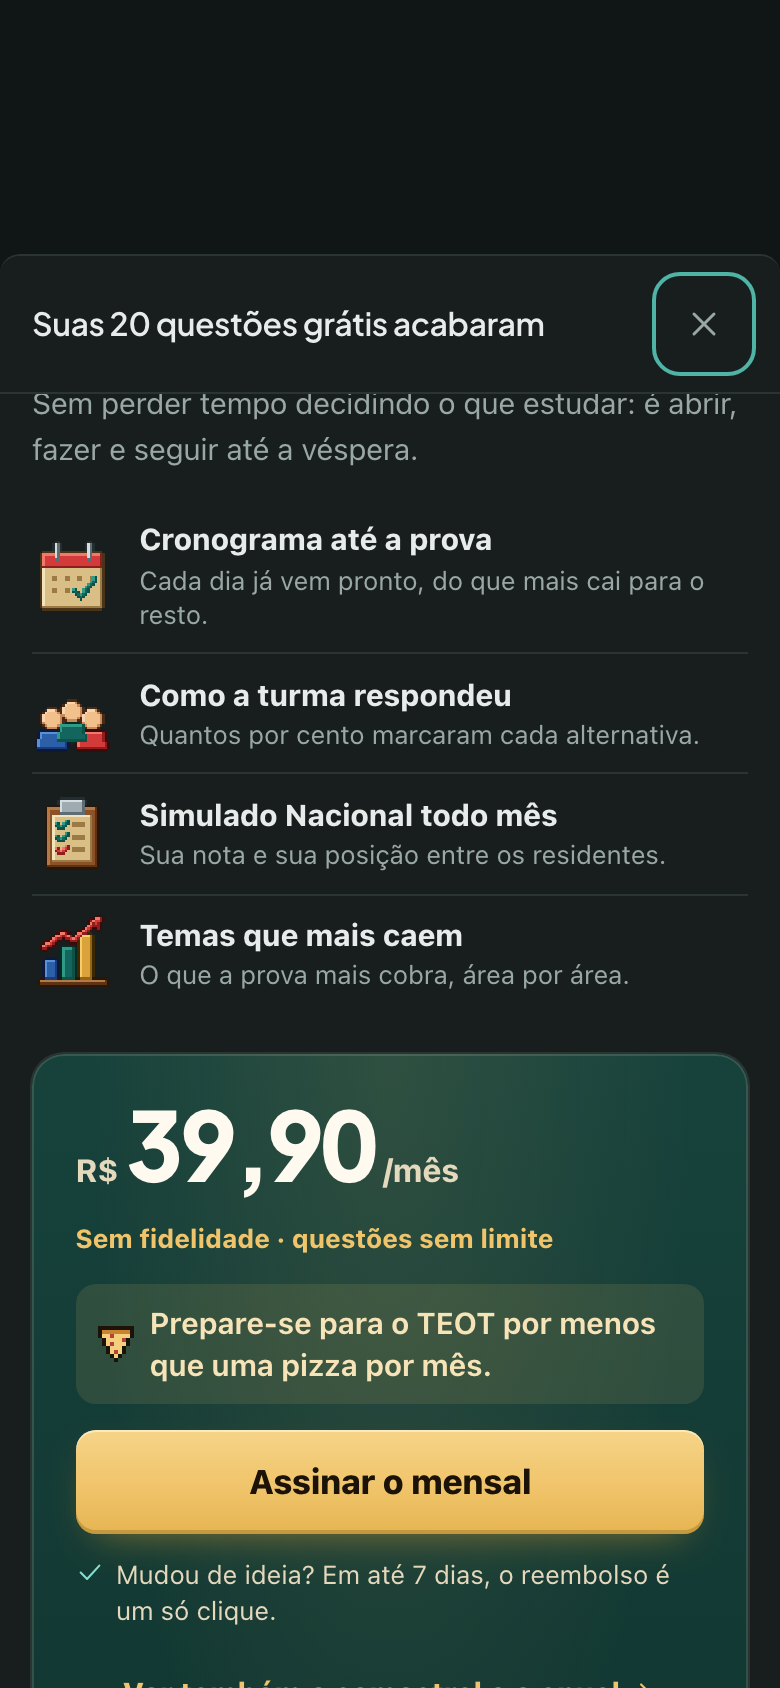 Suas 20 questões grátis acabaram
Sem perder tempo decidindo o que estudar: é abrir,
fazer e seguir até a véspera.
Cronograma até a prova
Cada dia já vem pronto, do que mais cai para o
resto.
Como a turma respondeu
Quantos por cento marcaram cada alternativa.
Simulado Nacional todo mês
Sua nota e sua posição entre os residentes.
Temas que mais caem
O que a prova mais cobra, área por área.
R$ 39,90/mês
Sem fidelidade · questões sem limite
Prepare-se para o TEOT por menos
que uma pizza por mês.
Assinar o mensal
Mudou de ideia? Em até 7 dias, o reembolso é
um só clique.
Ver também o semestral e o anual